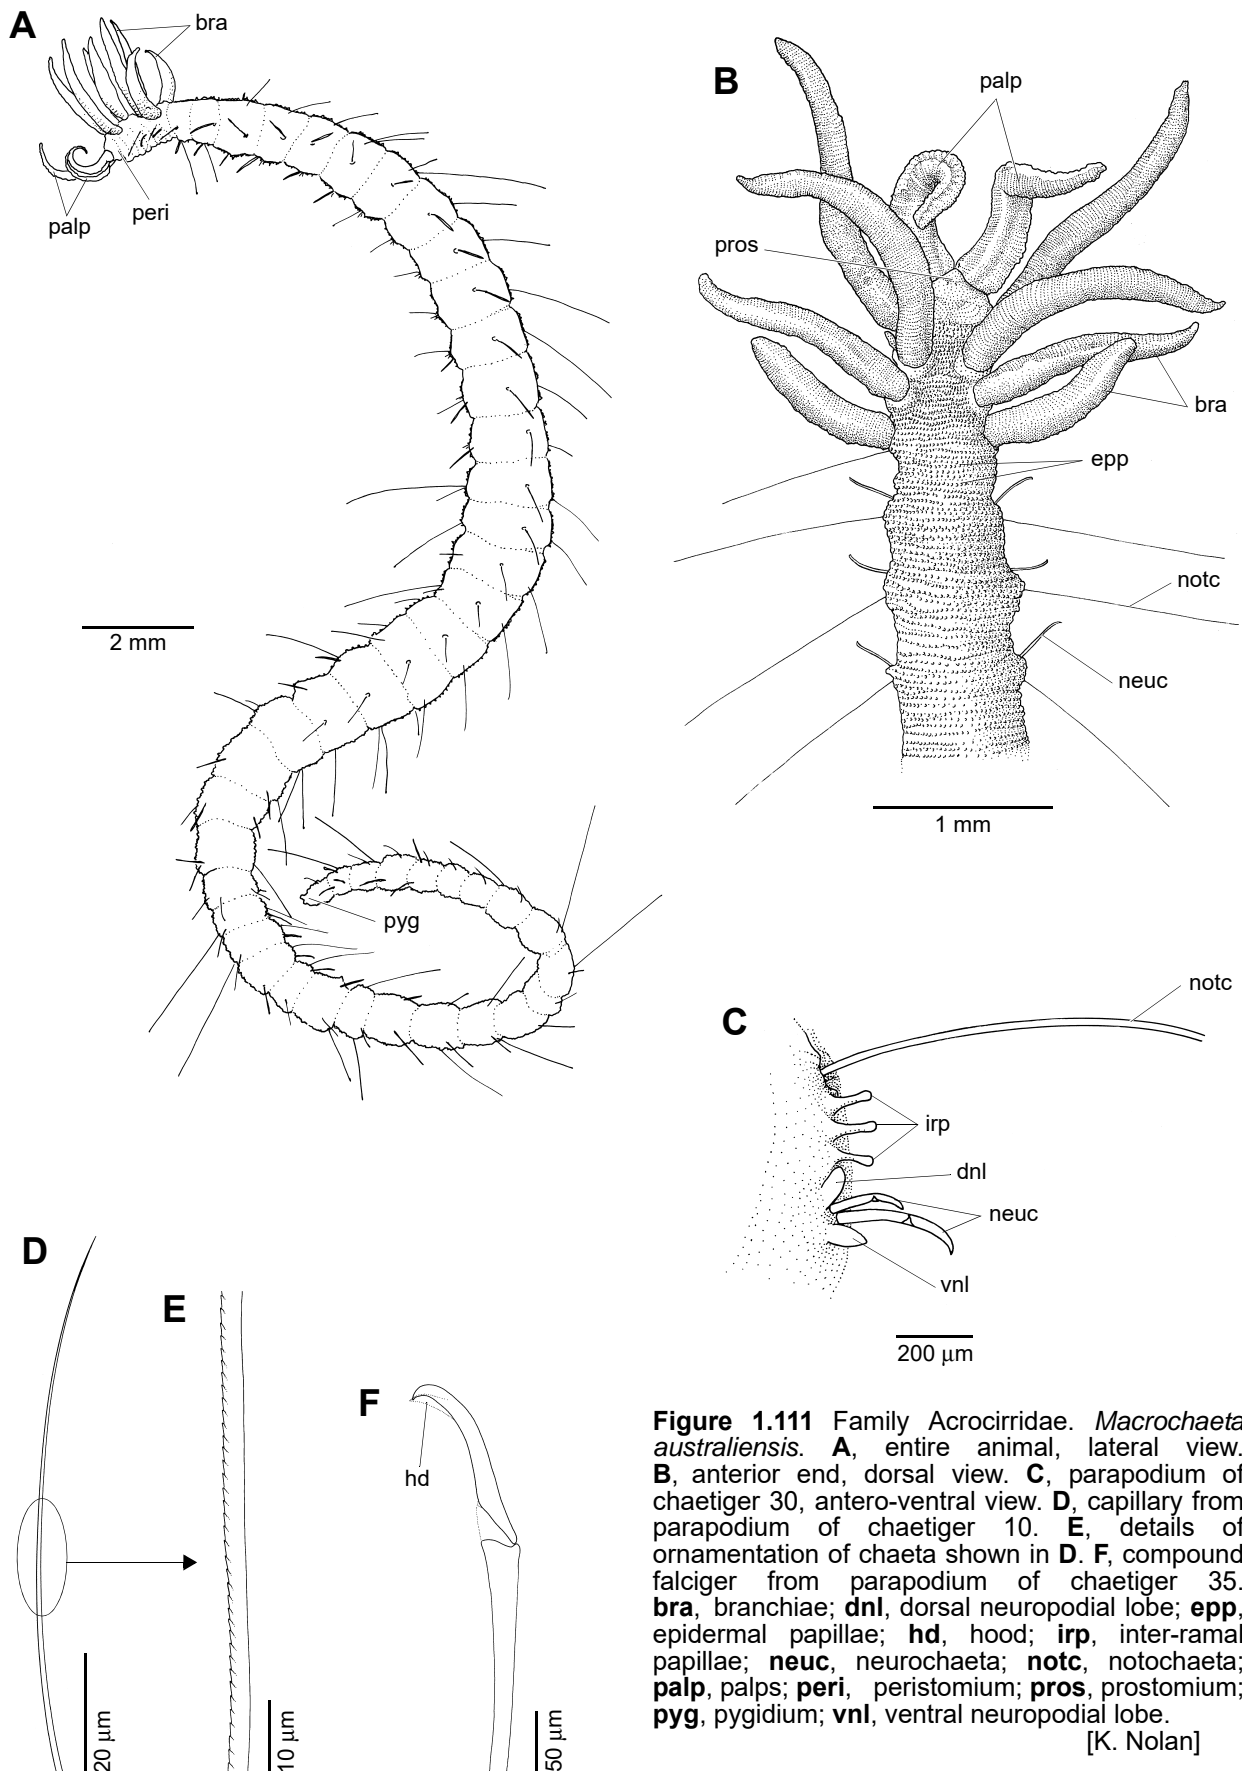 A
bra
palp
peri
2 mm
pyg
B
palp
pros
bra
epp
notc
neuc
1 mm
C
notc
irp
dnl
neuc
vnl
200 μm
D
20 μm
E
10 μm
F
hd
50 μm
Figure 1.111 Family Acrocirridae. Macrochaeta
australiensis. A, entire animal, lateral view.
B, anterior end, dorsal view. C, parapodium of
chaetiger 30, antero-ventral view. D, capillary from
parapodium of chaetiger 10. E, details of
ornamentation of chaeta shown in D. F, compound
falciger from parapodium of chaetiger 35.
bra, branchiae; dnl, dorsal neuropodial lobe; epp,
epidermal papillae; hd, hood; irp, inter-ramal
papillae; neuc, neurochaeta; notc, notochaeta;
palp, palps; peri, peristomium; pros, prostomium;
pyg, pygidium; vnl, ventral neuropodial lobe.
[K. Nolan]